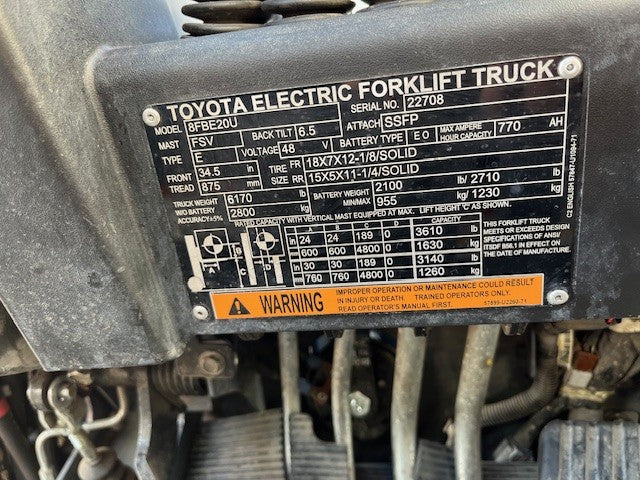 TOYOTA ELECTRIC FORKLIFT TRUCK
MODEL 8FBE20U SERIAL NO. 22708
MAST FSV BACK TILT 6.5 ATTACH SSFP
TYPE E VOLTAGE 48 V BATTERY TYPE E O MAX AMPERE HOUR CAPACITY 770 AH
FRONT TREAD 34.5 in 875 mm TIRE SIZE FR 18X7X12-1/8/SOLID
RR 15X5X11-1/4/SOLID
TRUCK WEIGHT W/O BATTERY ACCURACY±5% 6170 lb BATTERY WEIGHT MIN/MAX 2100 lb/ 2710
2800 kg 955 kg/ 1230
RATED CAPACITY WITH VERTICAL MAST EQUIPPED AT MAX. LIFT HEIGHT 'C' AS FOLLOWS
A B C D CAPACITY
in 24 24 189 0 3610 lb
mm 600 600 4800 0 1630 kg
in 30 30 189 0 3140 lb
mm 760 760 4800 0 1260 kg
A B C D
THIS FORKLIFT TRUCK
MEETS OR EXCEEDS DESIGN
SPECIFICATIONS OF ANSI/
ITSDF B56.1 IN EFFECT ON
THE DATE OF MANUFACTURE.
WARNING
IMPROPER OPERATION OR MAINTENANCE COULD RESULT
IN INJURY OR DEATH. TRAINED OPERATORS ONLY.
READ OPERATOR'S MANUAL FIRST.